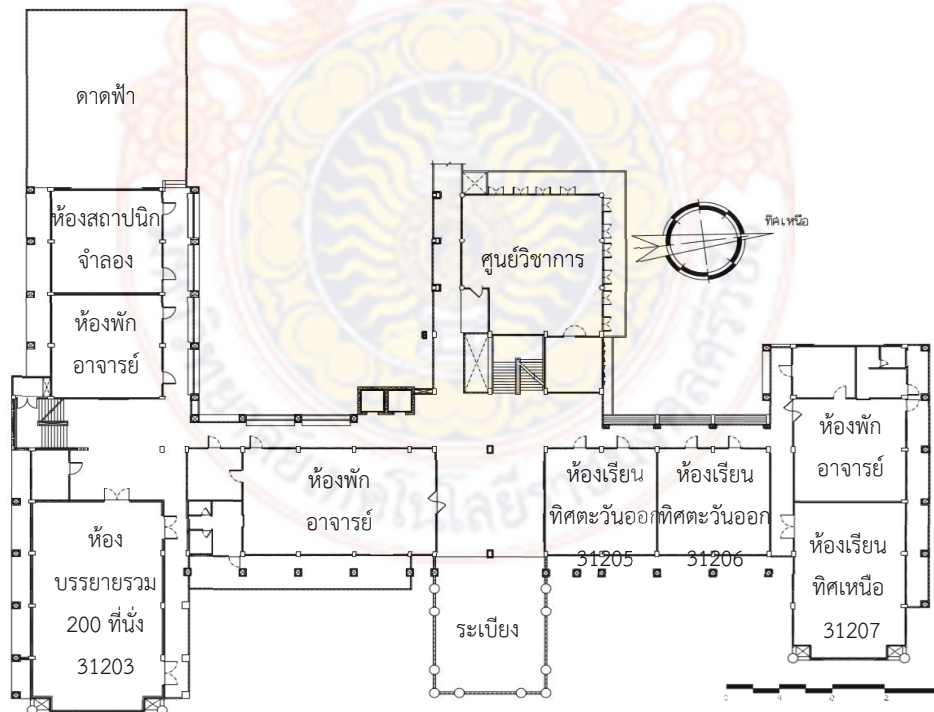 ดาดฟ้า
ห้องสถาปนิก
จำลอง
ห้องพัก
อาจารย์
ศูนย์วิชาการ
ทิศเหนือ
ห้องพัก
อาจารย์
ห้องเรียน
ทิศตะวันออก
31205
ห้องเรียน
ทิศตะวันออก
31206
ห้องพัก
อาจารย์
ห้อง
บรรยายรวม
200 ที่นั่ง
31203
ระเบียง
ห้องเรียน
ทิศเหนือ
31207